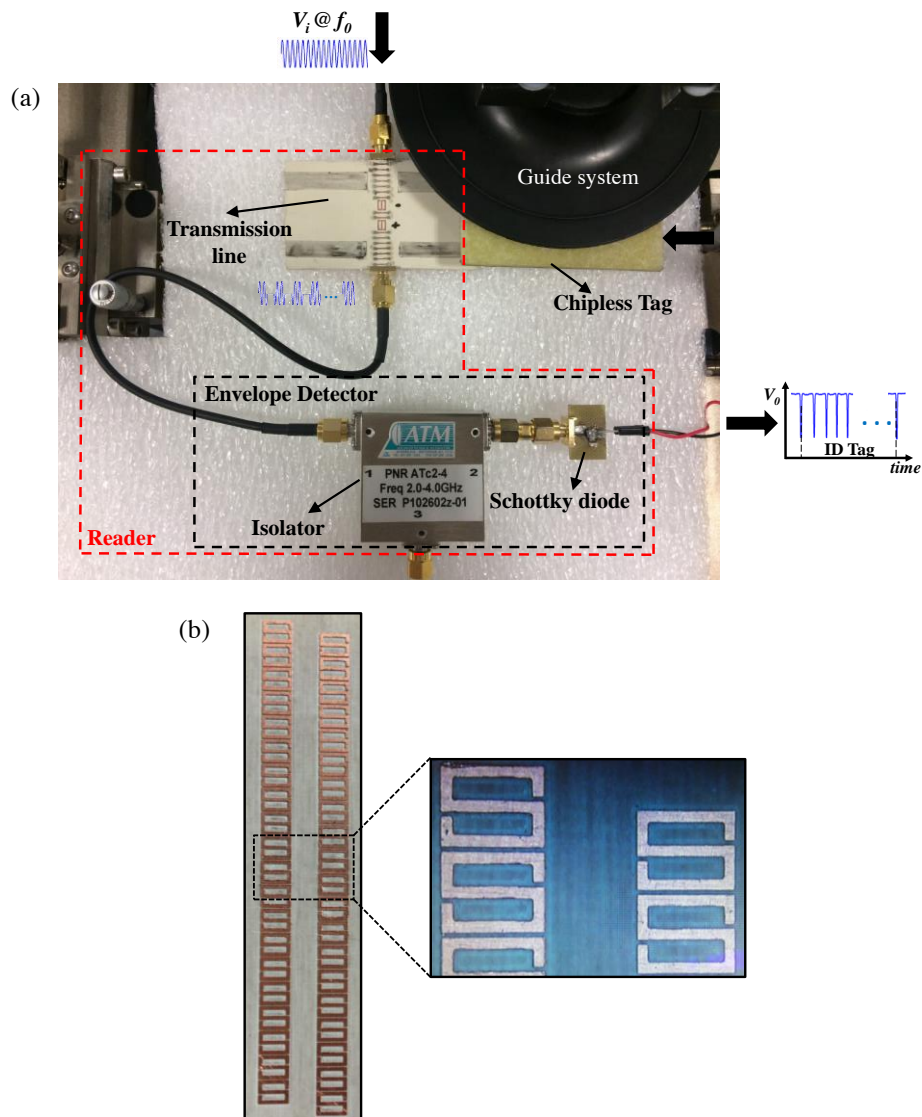 V_i @ f_0
(a)
Guide system
Transmission
line
-
+
Chipless Tag
Envelope Detector
ATM
PNR ATc2-4
1
2
Freq 2.0-4.0GHz
SER P102602z-01
3
Isolator
Schottky diode
Reader
V_0
ID Tag
time
(b)